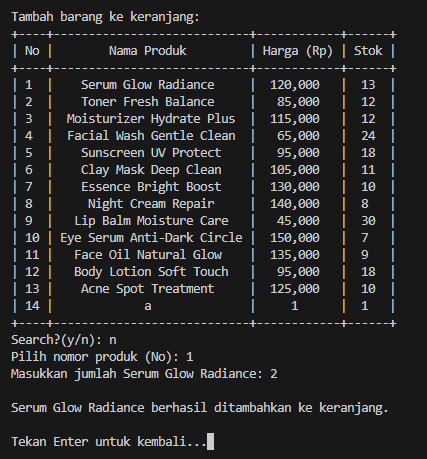 Tambah barang ke keranjang:
+----+---------------------------+------------+------+
| No |        Nama Produk        | Harga (Rp) | Stok |
+----+---------------------------+------------+------+
| 1  |    Serum Glow Radiance    |  120,000   |  13  |
| 2  |    Toner Fresh Balance    |   85,000   |  12  |
| 3  |  Moisturizer Hydrate Plus |  115,000   |  12  |
| 4  |  Facial Wash Gentle Clean |   65,000   |  24  |
| 5  |    Sunscreen UV Protect   |   95,000   |  18  |
| 6  |    Clay Mask Deep Clean   |  105,000   |  11  |
| 7  |   Essence Bright Boost    |  130,000   |  10  |
| 8  |     Night Cream Repair    |  140,000   |  8   |
| 9  |   Lip Balm Moisture Care  |   45,000   |  30  |
| 10 | Eye Serum Anti-Dark Circle |  150,000   |  7   |
| 11 |   Face Oil Natural Glow   |  135,000   |  9   |
| 12 |   Body Lotion Soft Touch  |   95,000   |  18  |
| 13 |    Acne Spot Treatment    |  125,000   |  10  |
| 14 |             a             |     1      |  1   |
+----+---------------------------+------------+------+
Search?(y/n): n
Pilih nomor produk (No): 1
Masukkan jumlah Serum Glow Radiance: 2
Serum Glow Radiance berhasil ditambahkan ke keranjang.
Tekan Enter untuk kembali...